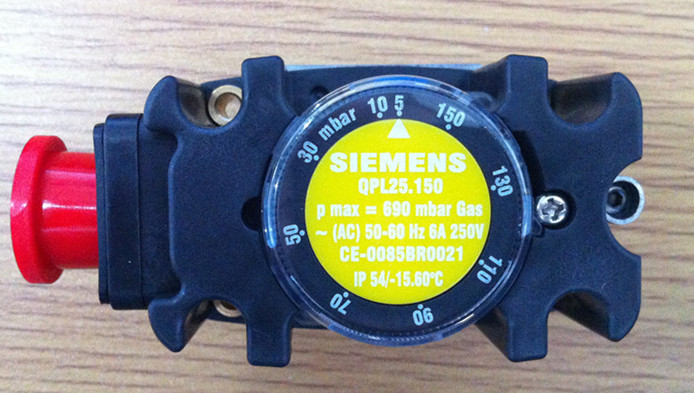 5
10
mbar
30
50
70
90
110
130
150
SIEMENS
QPL25.150
p max = 690 mbar Gas
~ (AC) 50-60 Hz 6A 250V
CE-0085BR0021
IP 54/-15.60°C